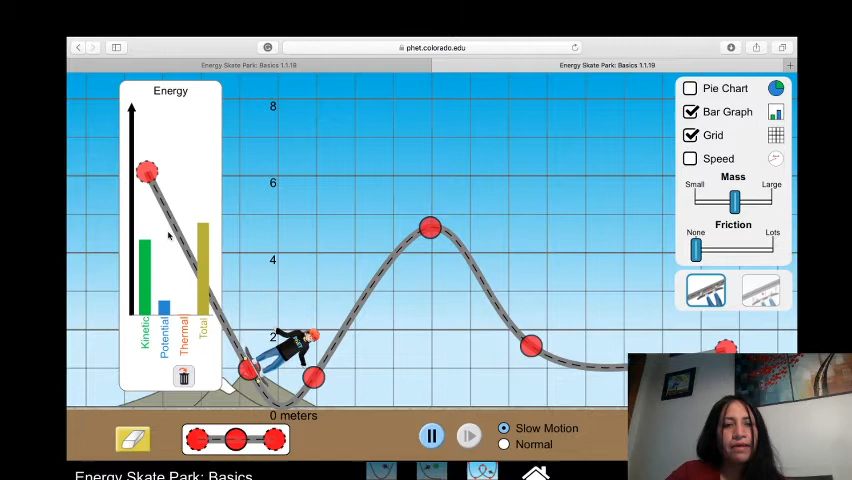 phet.colorado.edu
Energy Skate Park: Basics 1.1.18
Energy Skate Park: Basics 1.1.19
Energy
Kinetic
Potential
Thermal
Total
8
6
4
2
0 meters
Pie Chart
Bar Graph
Grid
Speed
Mass
Small
Large
Friction
None
Lots
Slow Motion
Normal
Energy Skate Park: Basics